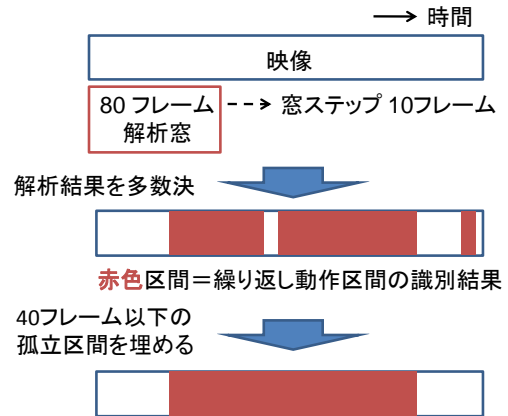 時間
映像
80 フレーム
解析窓
窓ステップ 10フレーム
解析結果を多数決
赤色区間＝繰り返し動作区間の識別結果
40フレーム以下の
孤立区間を埋める